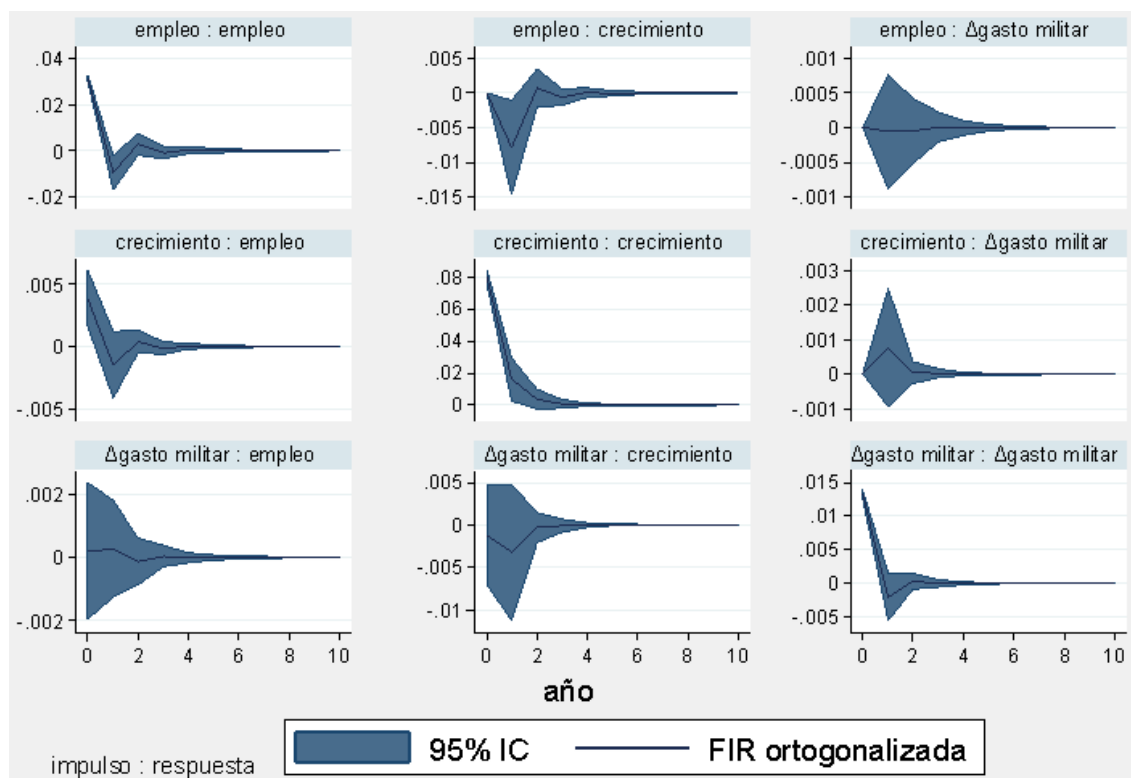 empleo : empleo
empleo : crecimiento
empleo : Δgasto militar
.04
.02
0
-.02
.005
0
-.005
-.01
-.015
.001
.0005
0
-.0005
-.001
crecimiento : empleo
crecimiento : crecimiento
crecimiento : Δgasto militar
.005
0
-.005
.08
.06
.04
.02
0
.003
.002
.001
0
-.001
Δgasto militar : empleo
Δgasto militar : crecimiento
Δgasto militar : Δgasto militar
.002
0
-.002
.005
0
-.005
-.01
.015
.01
.005
0
-.005
0 2 4 6 8 10
0 2 4 6 8 10
0 2 4 6 8 10
año
95% IC
FIR ortogonalizada
impulso : respuesta